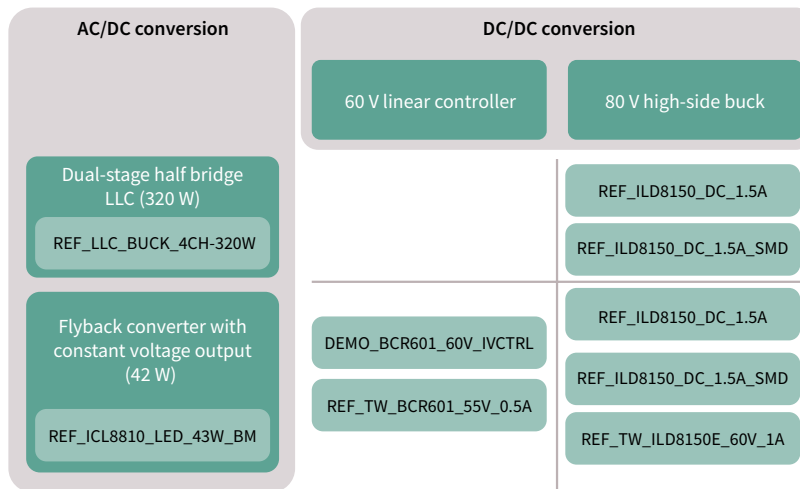 AC/DC conversion
DC/DC conversion
60 V linear controller
80 V high-side buck
Dual-stage half bridge
LLC (320 W)
REF_LLC_BUCK_4CH-320W
REF_ILD8150_DC_1.5A
REF_ILD8150_DC_1.5A_SMD
Flyback converter with
constant voltage output
(42 W)
REF_ICL8810_LED_43W_BM
DEMO_BCR601_60V_IVCTRL
REF_TW_BCR601_55V_0.5A
REF_ILD8150_DC_1.5A
REF_ILD8150_DC_1.5A_SMD
REF_TW_ILD8150E_60V_1A